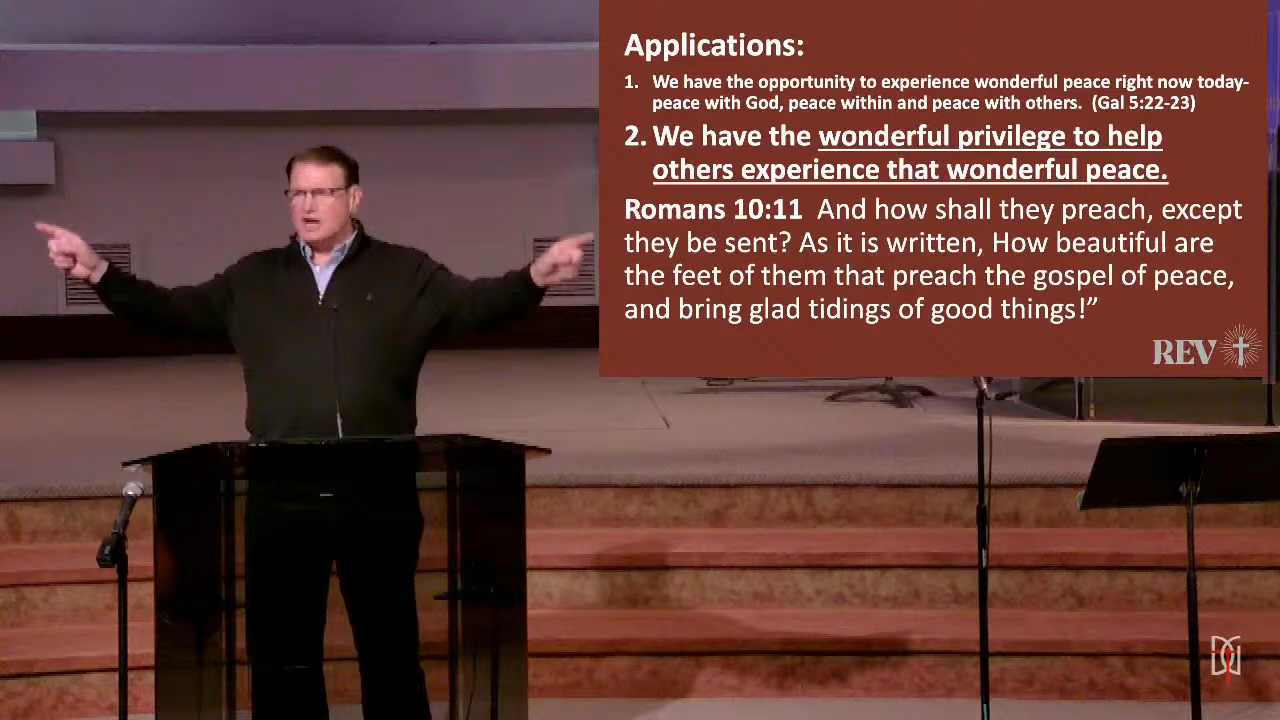 Applications:
1. We have the opportunity to experience wonderful peace right now today-
peace with God, peace within and peace with others. (Gal 5:22-23)
2. We have the wonderful privilege to help
others experience that wonderful peace.
Romans 10:11 And how shall they preach, except
they be sent? As it is written, How beautiful are
the feet of them that preach the gospel of peace,
and bring glad tidings of good things!”
REV